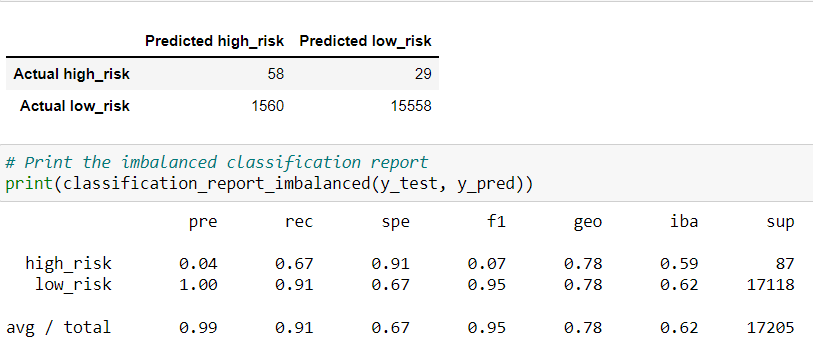 Predicted high_risk Predicted low_risk
Actual high_risk 58 29
Actual low_risk 1560 15558
# Print the imbalanced classification report
print(classification_report_imbalanced(y_test, y_pred))
pre rec spe f1 geo iba sup
high_risk 0.04 0.67 0.91 0.07 0.78 0.59 87
low_risk 1.00 0.91 0.67 0.95 0.78 0.62 17118
avg / total 0.99 0.91 0.67 0.95 0.78 0.62 17205